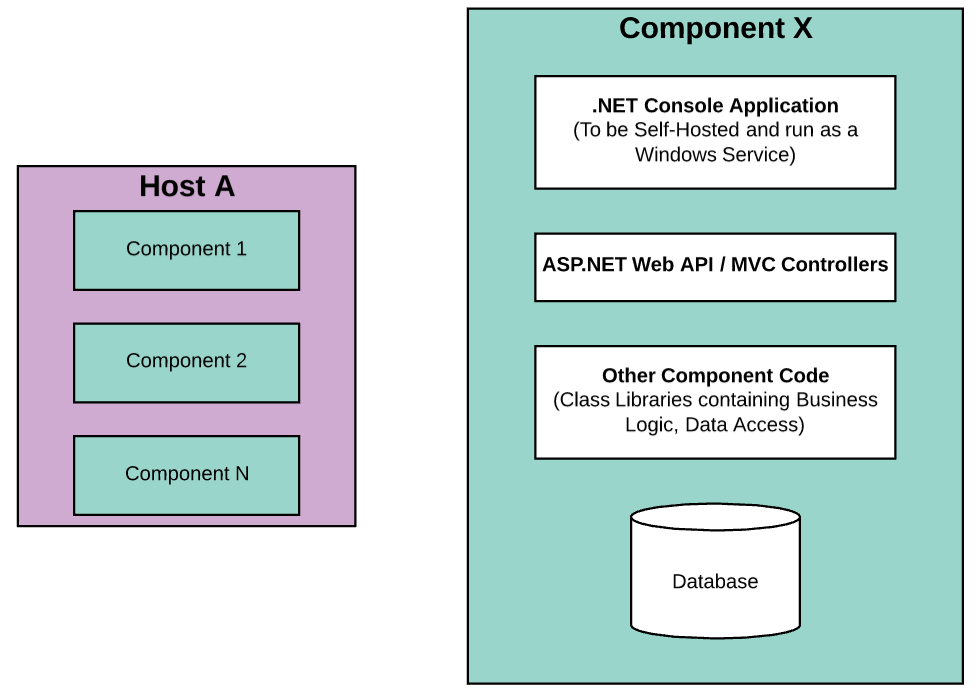 Host A
Component 1
Component 2
Component N
Component X
.NET Console Application
(To be Self-Hosted and run as a
Windows Service)
ASP.NET Web API / MVC Controllers
Other Component Code
(Class Libraries containing Business
Logic, Data Access)
Database